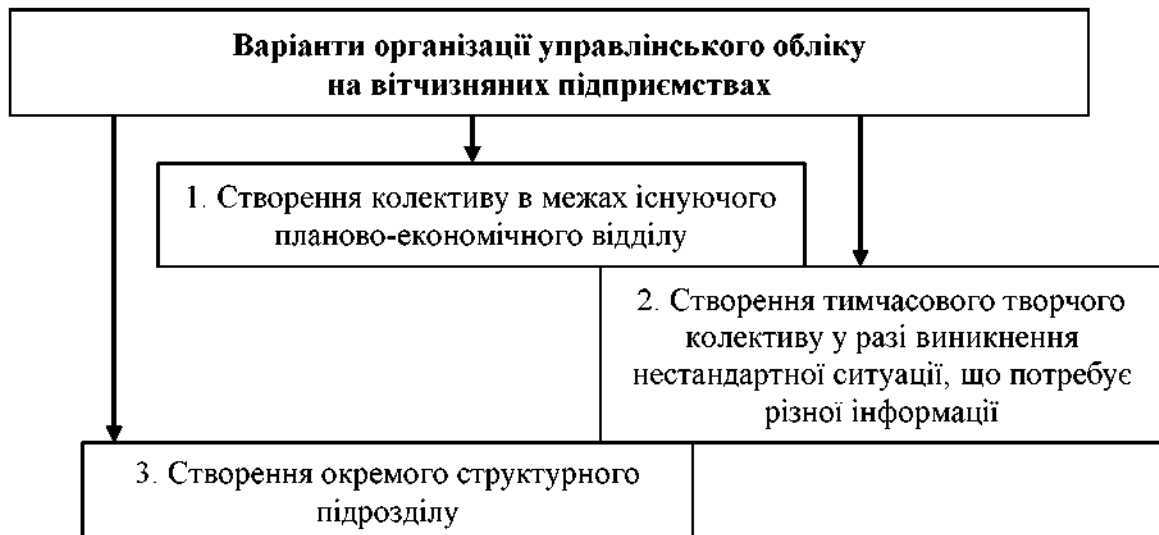 Варіанти організації управлінського обліку
на вітчизняних підприємствах
1. Створення колективу в межах існуючого
планово-економічного відділу
2. Створення тимчасового творчого
колективу у разі виникнення
нестандартної ситуації, що потребує
різної інформації
3. Створення окремого структурного
підрозділу